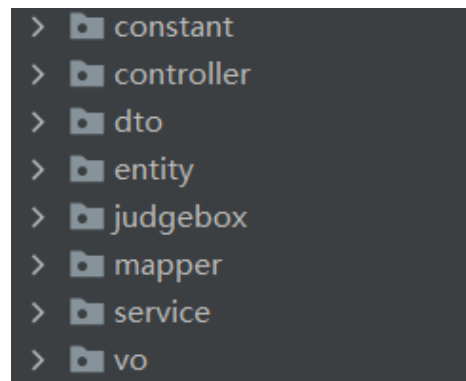 constant
controller
dto
entity
judgebox
mapper
service
vo